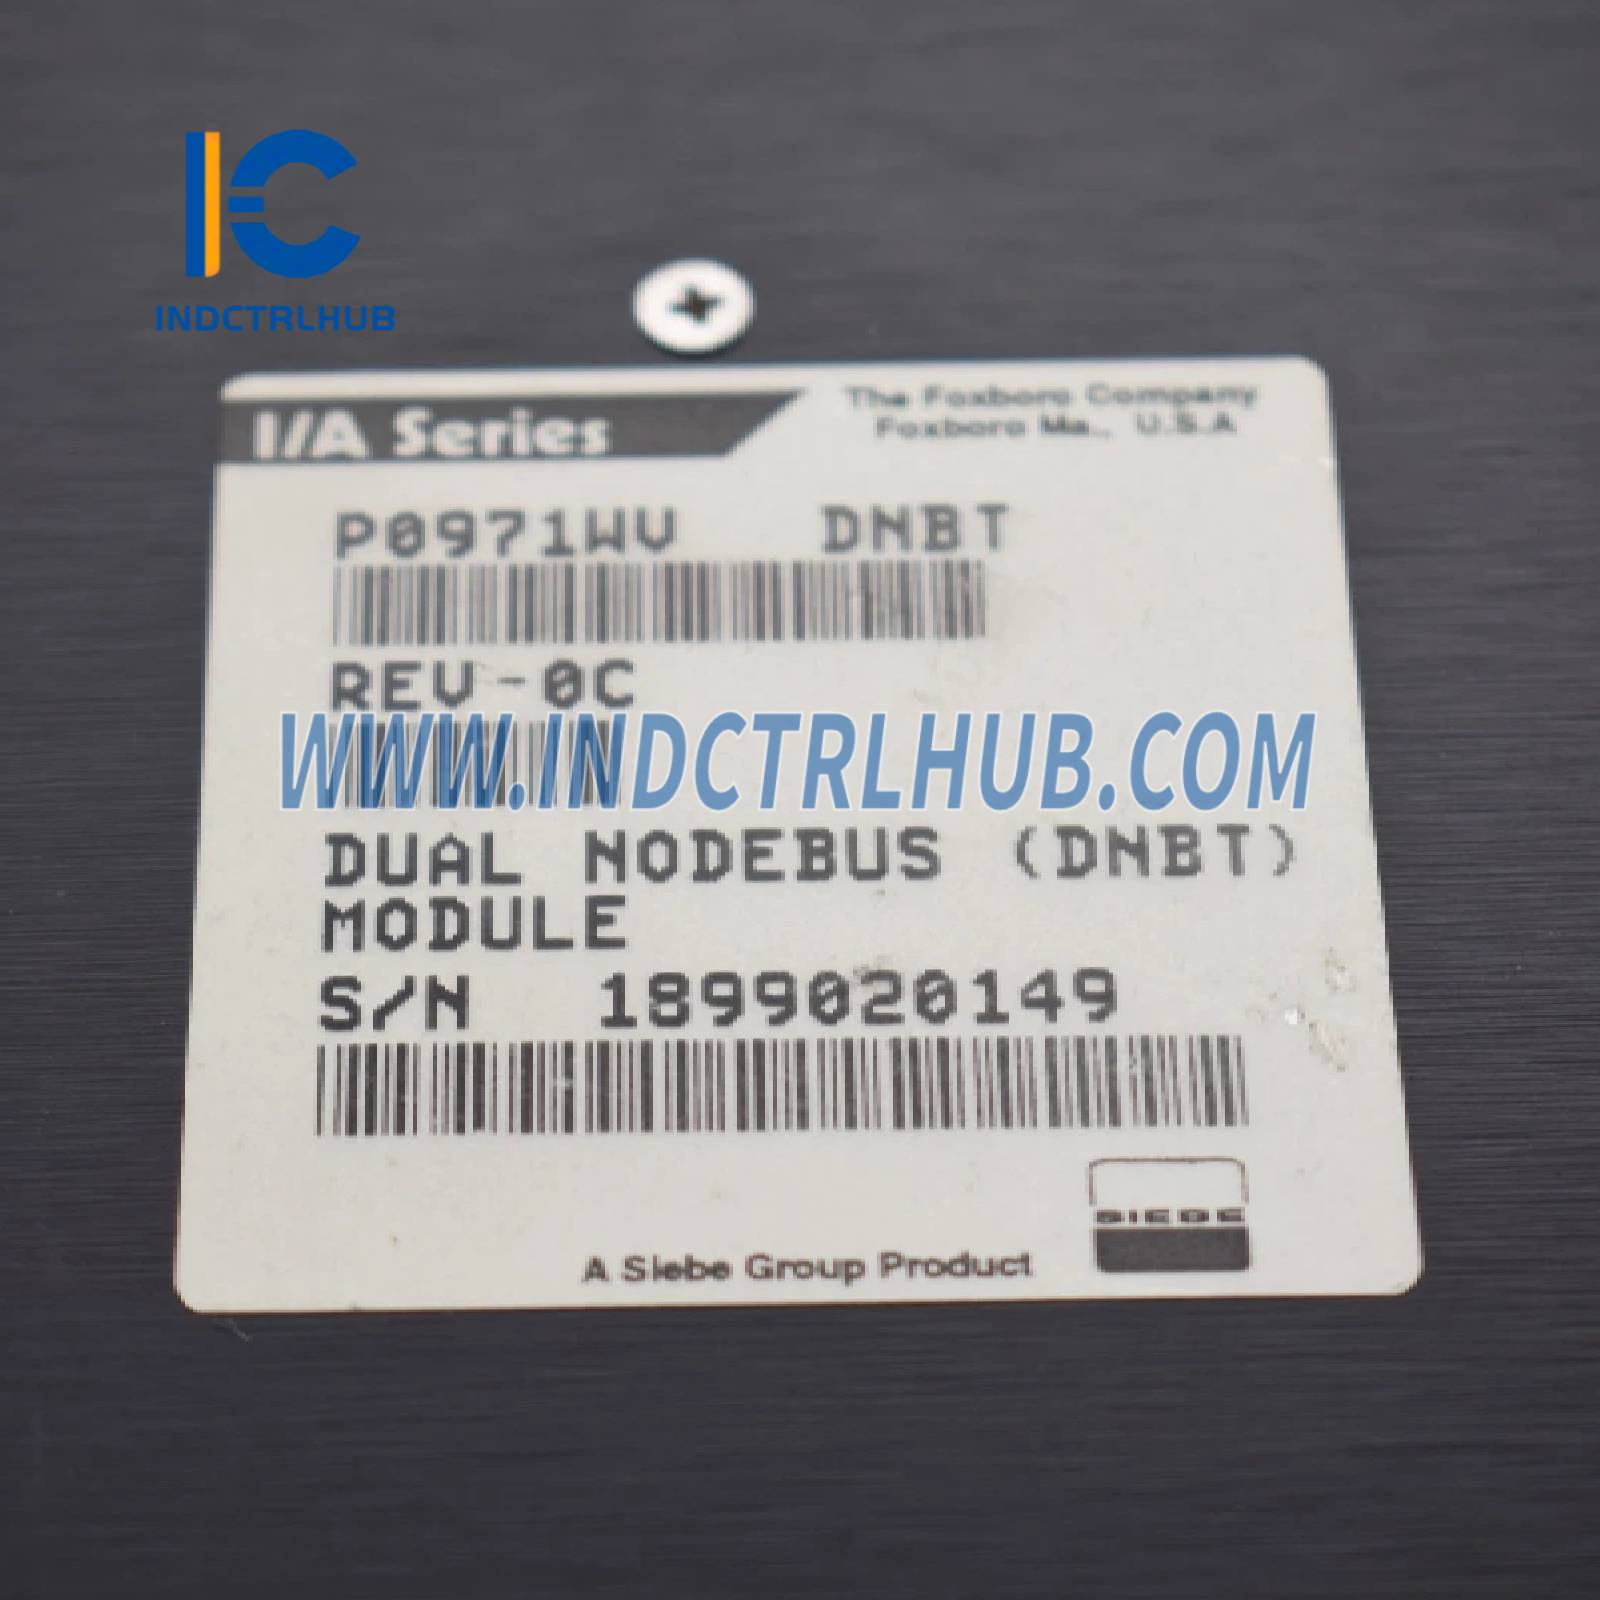 INDCTRLHUB
I/A Series
The Foxboro Company
Foxboro Ma., U.S.A
P0971WV DNBT
REV-0C
WWW.INDCTRLHUB.COM
DUAL NODEBUS (DNBT)
MODULE
S/N 1899020149
SIEBE
A Siebe Group Product